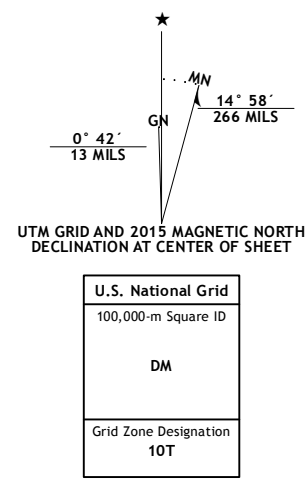 ★
MN
GN
14° 58´
266 MILS
0° 42´
13 MILS
UTM GRID AND 2015 MAGNETIC NORTH
DECLINATION AT CENTER OF SHEET
U.S. National Grid
100,000-m Square ID
DM
Grid Zone Designation
10T